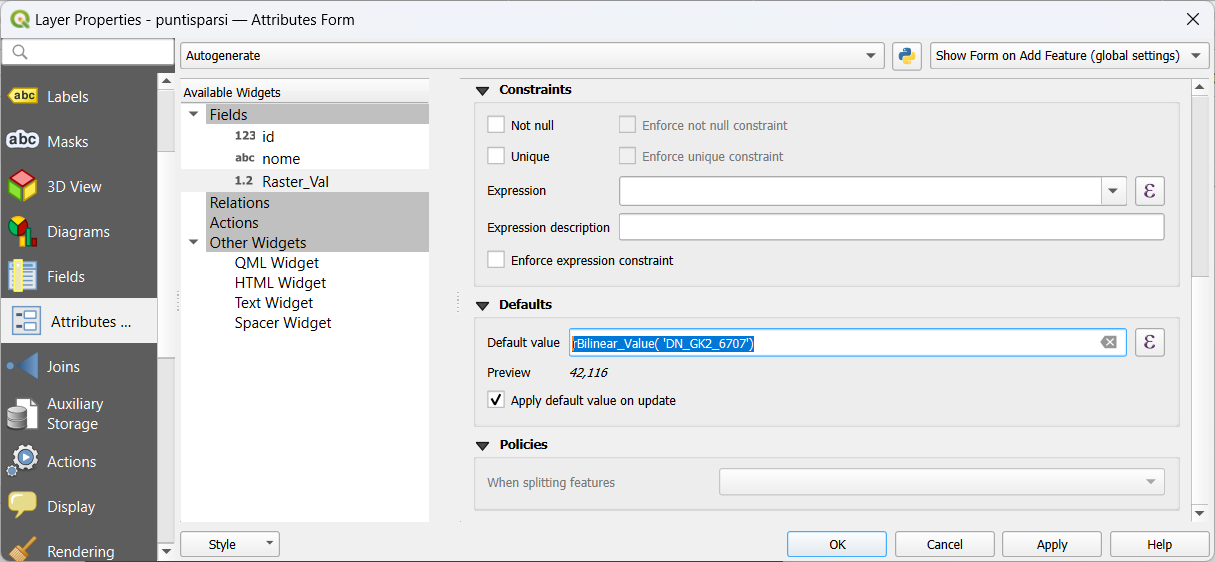 Layer Properties - puntisparsi — Attributes Form
Autogenerate
Show Form on Add Feature (global settings)
abc Labels
abc Masks
3D View
Diagrams
Fields
Attributes ...
Joins
Auxiliary
Storage
Actions
Display
Rendering
Available Widgets
Fields
123 id
abc nome
1.2 Raster_Val
Relations
Actions
Other Widgets
QML Widget
HTML Widget
Text Widget
Spacer Widget
Constraints
Not null Enforce not null constraint
Unique Enforce unique constraint
Expression ε
Expression description
Enforce expression constraint
Defaults
Default value rBilinear_Value( 'DN_GK2_6707') ε
Preview 42,116
Apply default value on update
Policies
When splitting features
Style
OK Cancel Apply Help